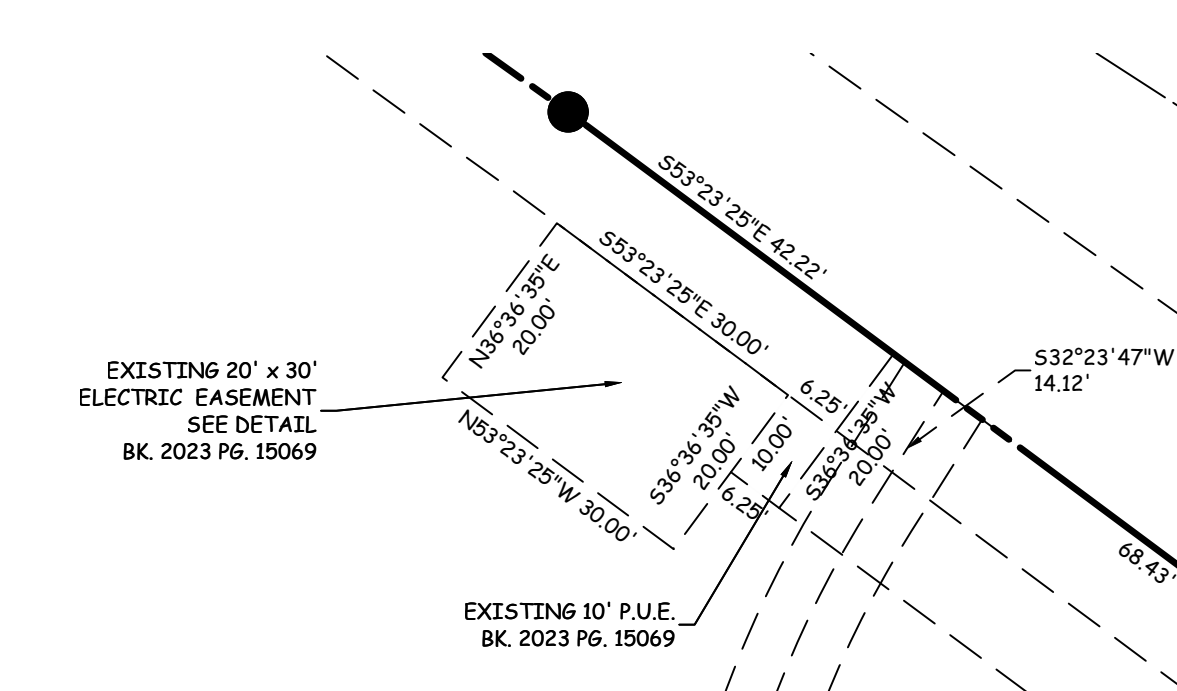 S53°23'25"E 42.22'
S53°23'25"E 30.00'
N36°36'35"E
20.00'
S32°23'47"W
14.12'
EXISTING 20' x 30'
ELECTRIC EASEMENT
SEE DETAIL
BK. 2023 PG. 15069
6.25'
S36°36'35"W
20.00'
10.00'
S36°36'35"W
20.00'
N53°23'25"W 30.00'
6.25'
68.43'
EXISTING 10' P.U.E.
BK. 2023 PG. 15069